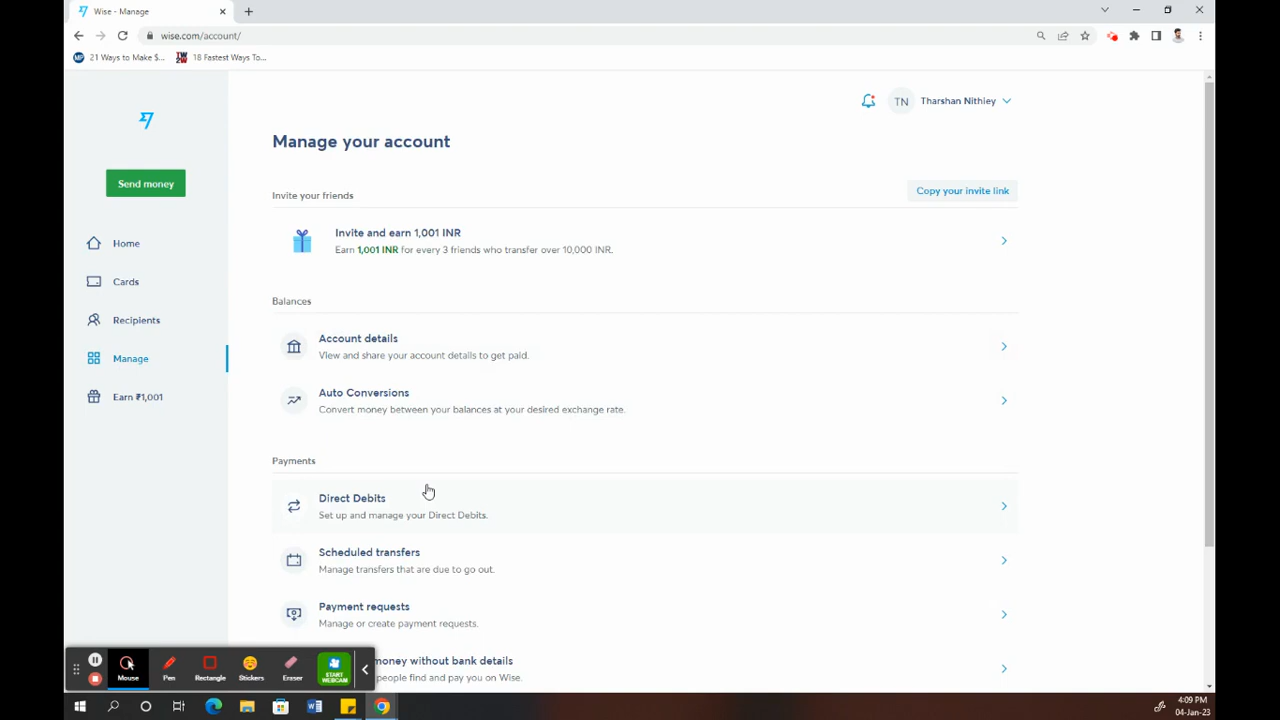 Wise - Manage
wise.com/account/
21 Ways to Make $...
18 Fastest Ways To...
TN
Tharshan Nithley
Manage your account
Send money
Invite your friends
Copy your invite link
Home
Cards
Recipients
Manage
Earn ₹1,001
Invite and earn 1,001 INR
Earn 1,001 INR for every 3 friends who transfer over 10,000 INR.
Balances
Account details
View and share your account details to get paid.
Auto Conversions
Convert money between your balances at your desired exchange rate.
Payments
Direct Debits
Set up and manage your Direct Debits.
Scheduled transfers
Manage transfers that are due to go out.
Payment requests
Manage or create payment requests.
money without bank details
people find and pay you on Wise.
Mouse
Pen
Rectangle
Stickers
Eraser
START
WEBCAM
4:09 PM
04-Jan-23